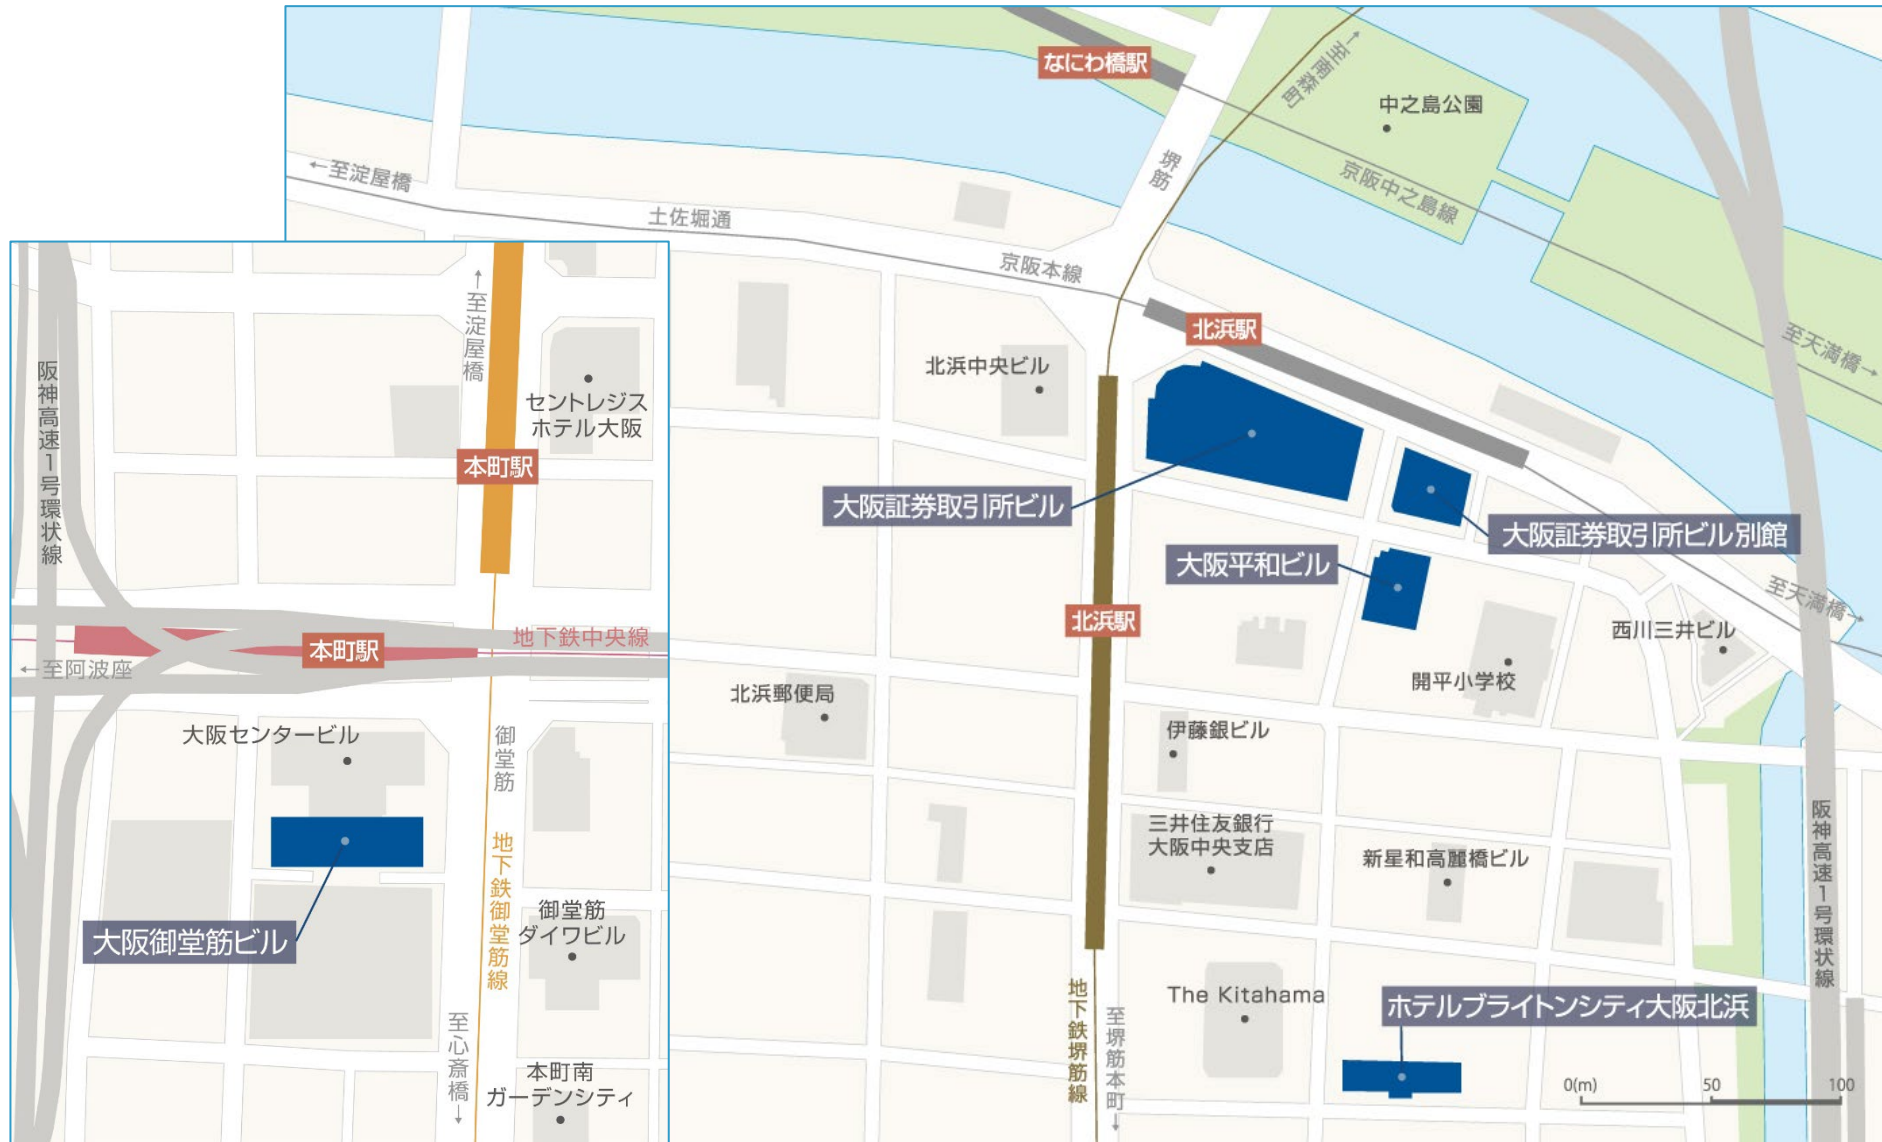 なにわ橋駅
→至南森町
中之島公園
堺筋
京阪中之島線
←至淀屋橋
土佐堀通
京阪本線
北浜駅
至天満橋→
北浜中央ビル
大阪証券取引所ビル
大阪証券取引所ビル別館
大阪平和ビル
北浜駅
至天満橋→
西川三井ビル
開平小学校
北浜郵便局
伊藤銀ビル
三井住友銀行
大阪中央支店
新星和高麗橋ビル
阪神高速1号環状線
The Kitahama
ホテルブライトンシティ大阪北浜
地下鉄堺筋線
至堺筋本町→
0(m)
50
100
←至淀屋橋
阪神高速1号環状線
セントレジス
ホテル大阪
本町駅
本町駅
地下鉄中央線
←至阿波座
大阪センタービル
御堂筋
地下鉄御堂筋線
御堂筋
ダイワビル
大阪御堂筋ビル
至心斎橋→
本町南
ガーデンシティ